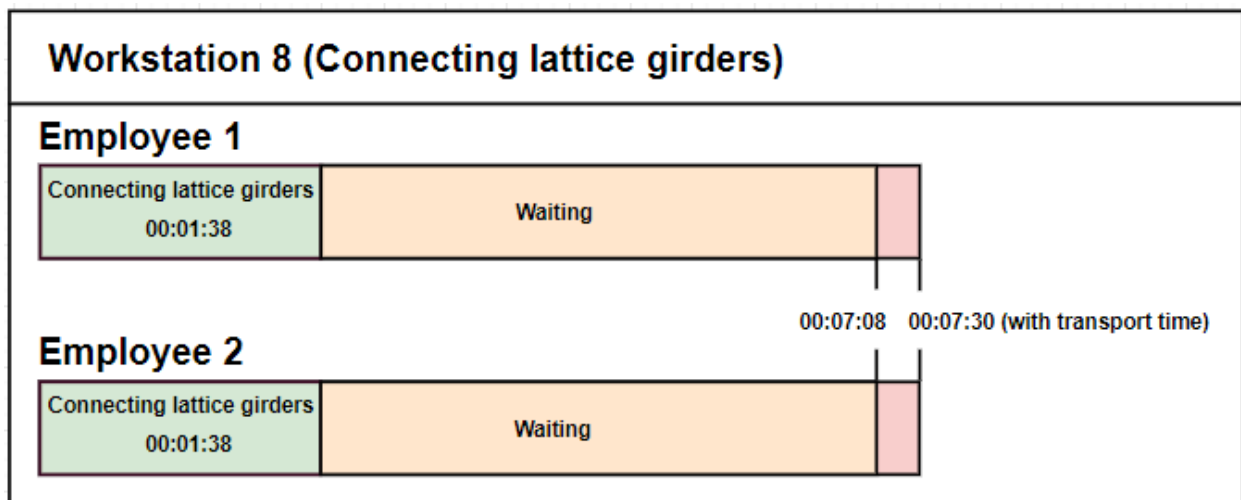 Workstation 8 (Connecting lattice girders)
Employee 1
Connecting lattice girders
00:01:38
Waiting
00:07:08 00:07:30 (with transport time)
Employee 2
Connecting lattice girders
00:01:38
Waiting